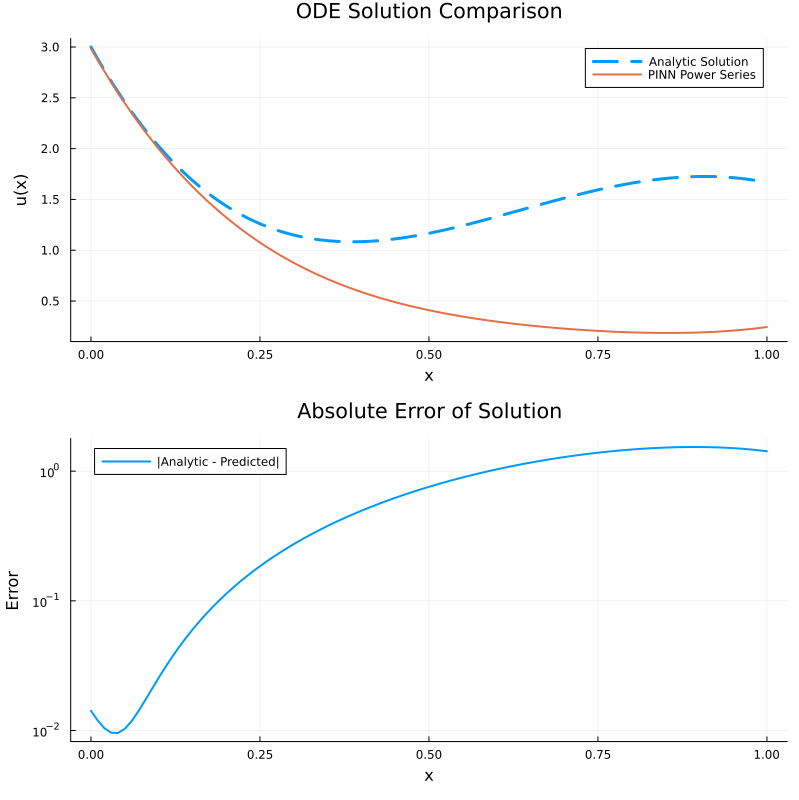 ODE Solution Comparison
3.0
2.5
2.0
1.5
1.0
0.5
u(x)
Analytic Solution
PINN Power Series
0.00 0.25 0.50 0.75 1.00
x
Absolute Error of Solution
|Analytic - Predicted|
10⁰
10⁻¹
10⁻²
Error
0.00 0.25 0.50 0.75 1.00
x